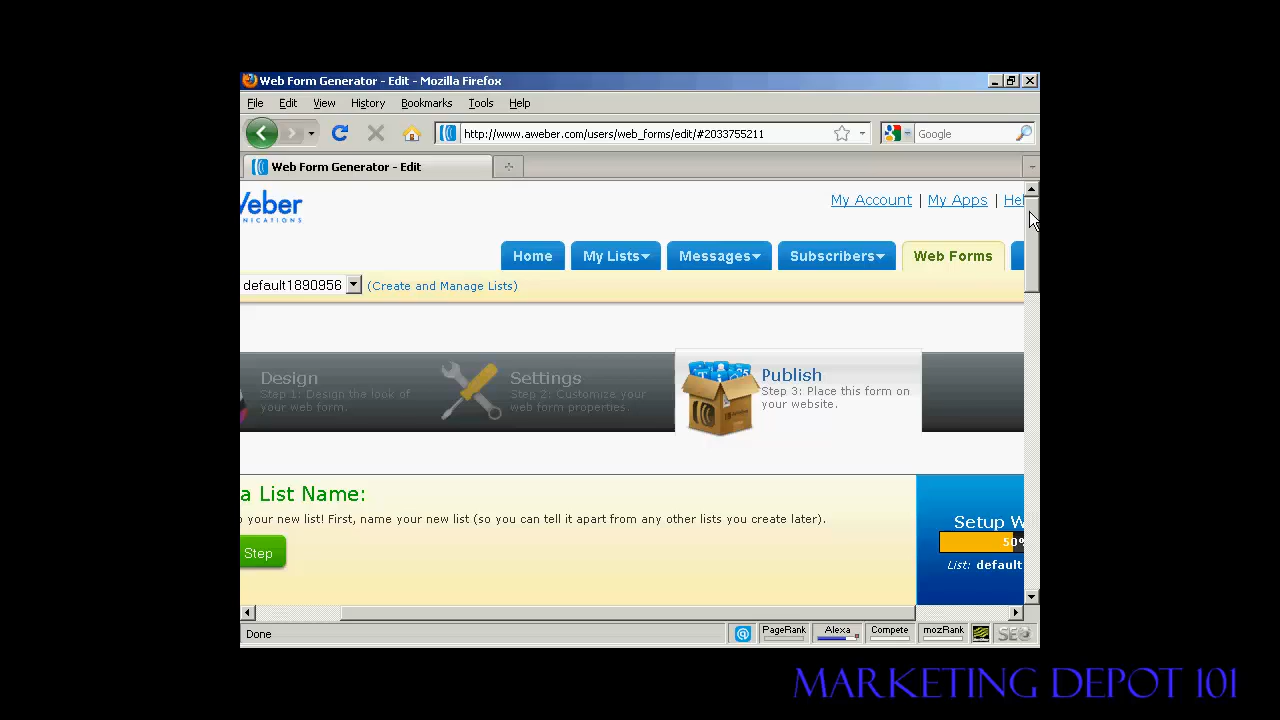 Web Form Generator - Edit - Mozilla Firefox
File Edit View History Bookmarks Tools Help
http://www.aweber.com/users/web_forms/edit/#2033755211 Google
Web Form Generator - Edit
Veber
NICATIONS
My Account | My Apps | Hel
Home My Lists Messages Subscribers Web Forms
default1890956 (Create and Manage Lists)
Design
Step 1: Design the look of
your web form.
Settings
Step 2: Customize your
web form properties.
Publish
Step 3: Place this form on
your website.
a List Name:
o your new list! First, name your new list (so you can tell it apart from any other lists you create later).
Step
Setup W
50%
List: default
Done PageRank Alexa Compete mozRank SEO
MARKETING DEPOT 101